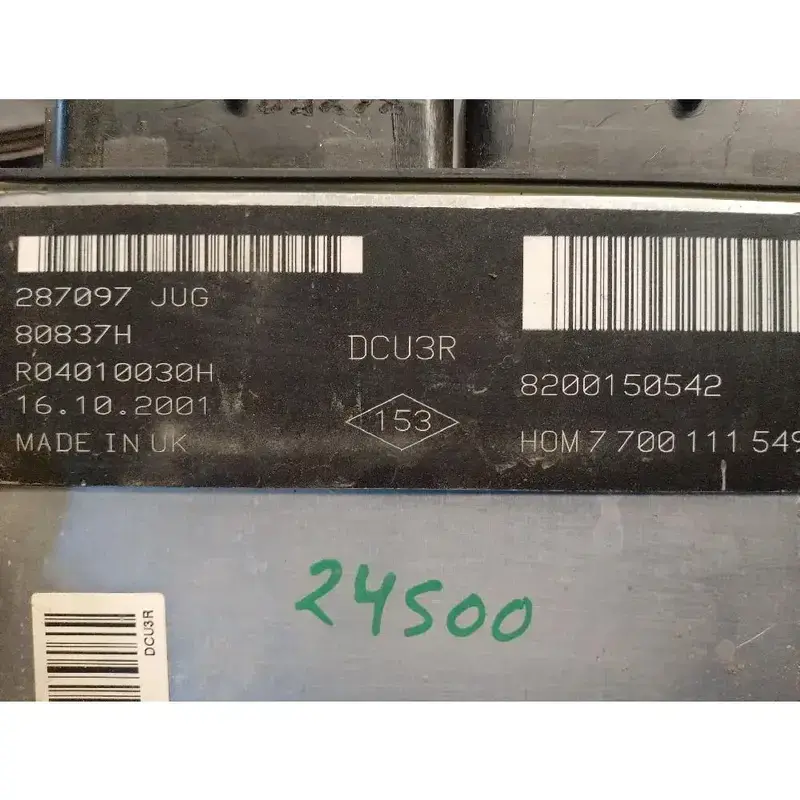 287097 JUG
80837H
R04010030H
16.10.2001
MADE IN UK
DCU3R
153
8200150542
HOM 7 700 111 549
24500
DCU3R